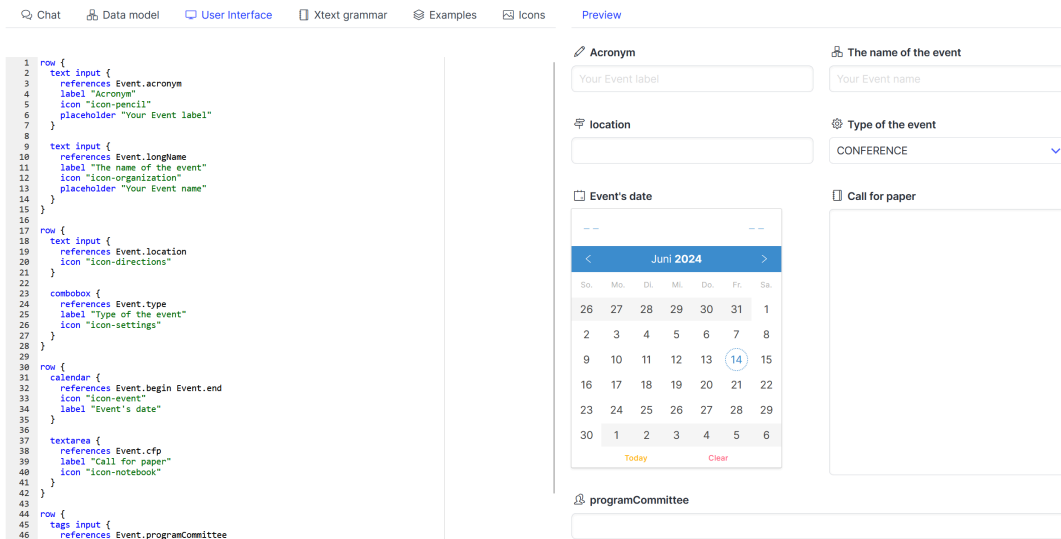 Chat Data model User Interface Xtext grammar Examples Icons Preview
1 row {
2 text input {
3 references Event.acronym
4 label "Acronym"
5 icon "icon-pencil"
6 placeholder "Your Event label"
7 }
8
9 text input {
10 references Event.longName
11 label "The name of the event"
12 icon "icon-organization"
13 placeholder "Your Event name"
14 }
15 }
16
17 row {
18 text input {
19 references Event.location
20 icon "icon-directions"
21 }
22
23 combobox {
24 references Event.type
25 label "Type of the event"
26 icon "icon-settings"
27 }
28 }
29
30 row {
31 calendar {
32 references Event.begin Event.end
33 icon "icon-event"
34 label "Event's date"
35 }
36
37 textarea {
38 references Event.cfp
39 label "Call for paper"
40 icon "icon-notebook"
41 }
42 }
43
44 row {
45 tags input {
46 references Event.programCommittee
Acronym The name of the event
Your Event label Your Event name
location Type of the event
CONFERENCE
Event's date Call for paper
-- --
< Juni 2024 >
So. Mo. Di. Mi. Do. Fr. Sa.
26 27 28 29 30 31 1
2 3 4 5 6 7 8
9 10 11 12 13 14 15
16 17 18 19 20 21 22
23 24 25 26 27 28 29
30 1 2 3 4 5 6
Today Clear
programCommittee